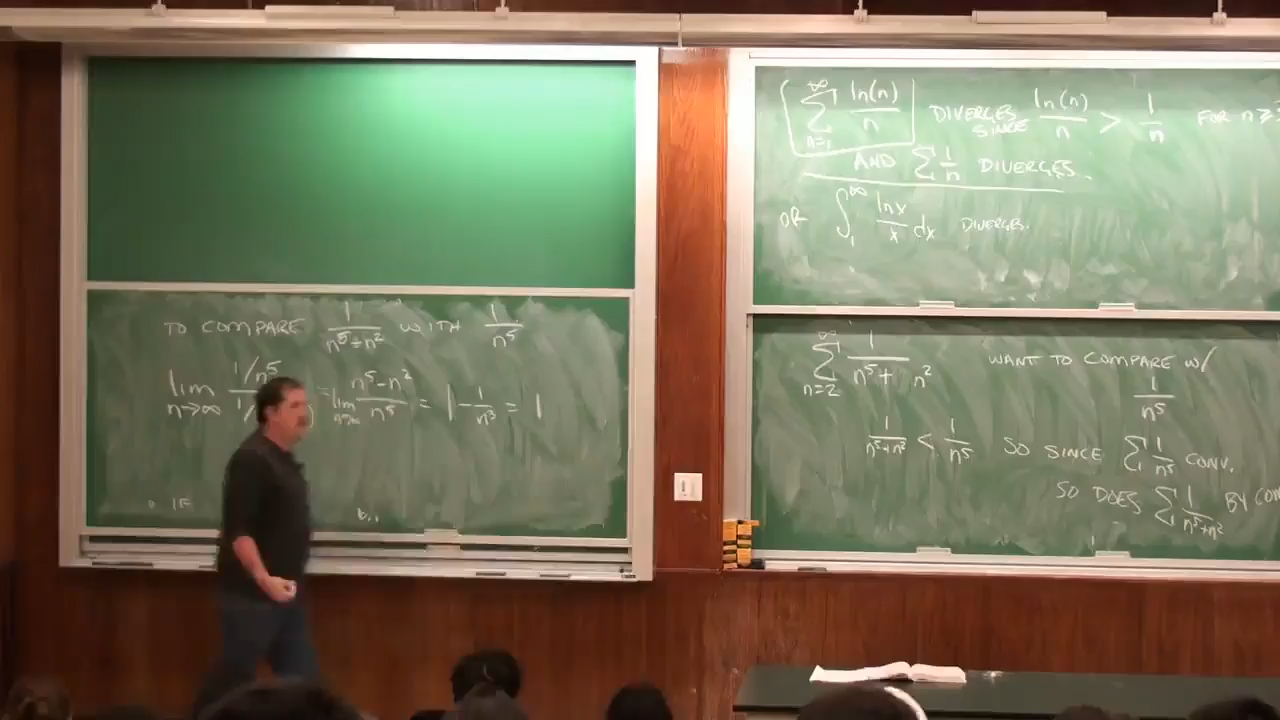 TO COMPARE 1/(n⁵-n²) WITH 1/n⁵
lim n→∞ (1/n⁵)/(1/ ) = lim n→∞ (n⁵-n²)/n⁵ = 1 - 1/n³ = 1
IF
∑ n=1 ∞ ln(n)/n DIVERGES SINCE ln(n)/n > 1/n FOR n ≥
AND ∑ 1/n DIVERGES.
OR ∫₁^∞ lnx/x dx DIVERGES.
∑ n=2 ∞ 1/(n⁵+ n²) WANT TO COMPARE W/
1/n⁵
1/(n⁵+n²) < 1/n⁵ SO SINCE ∑ 1/n⁵ CONV.
SO DOES ∑ 1/(n⁵+n²) BY